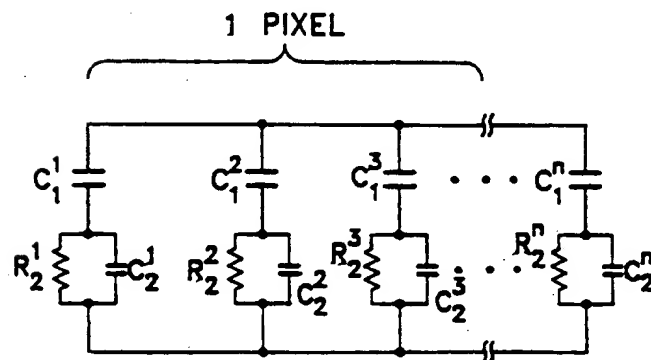 1 PIXEL
C₁¹ C₁² C₁³ · · · C₁ⁿ
R₂¹ C₂¹ R₂² C₂² R₂³ C₂³ · · · R₂ⁿ C₂ⁿ